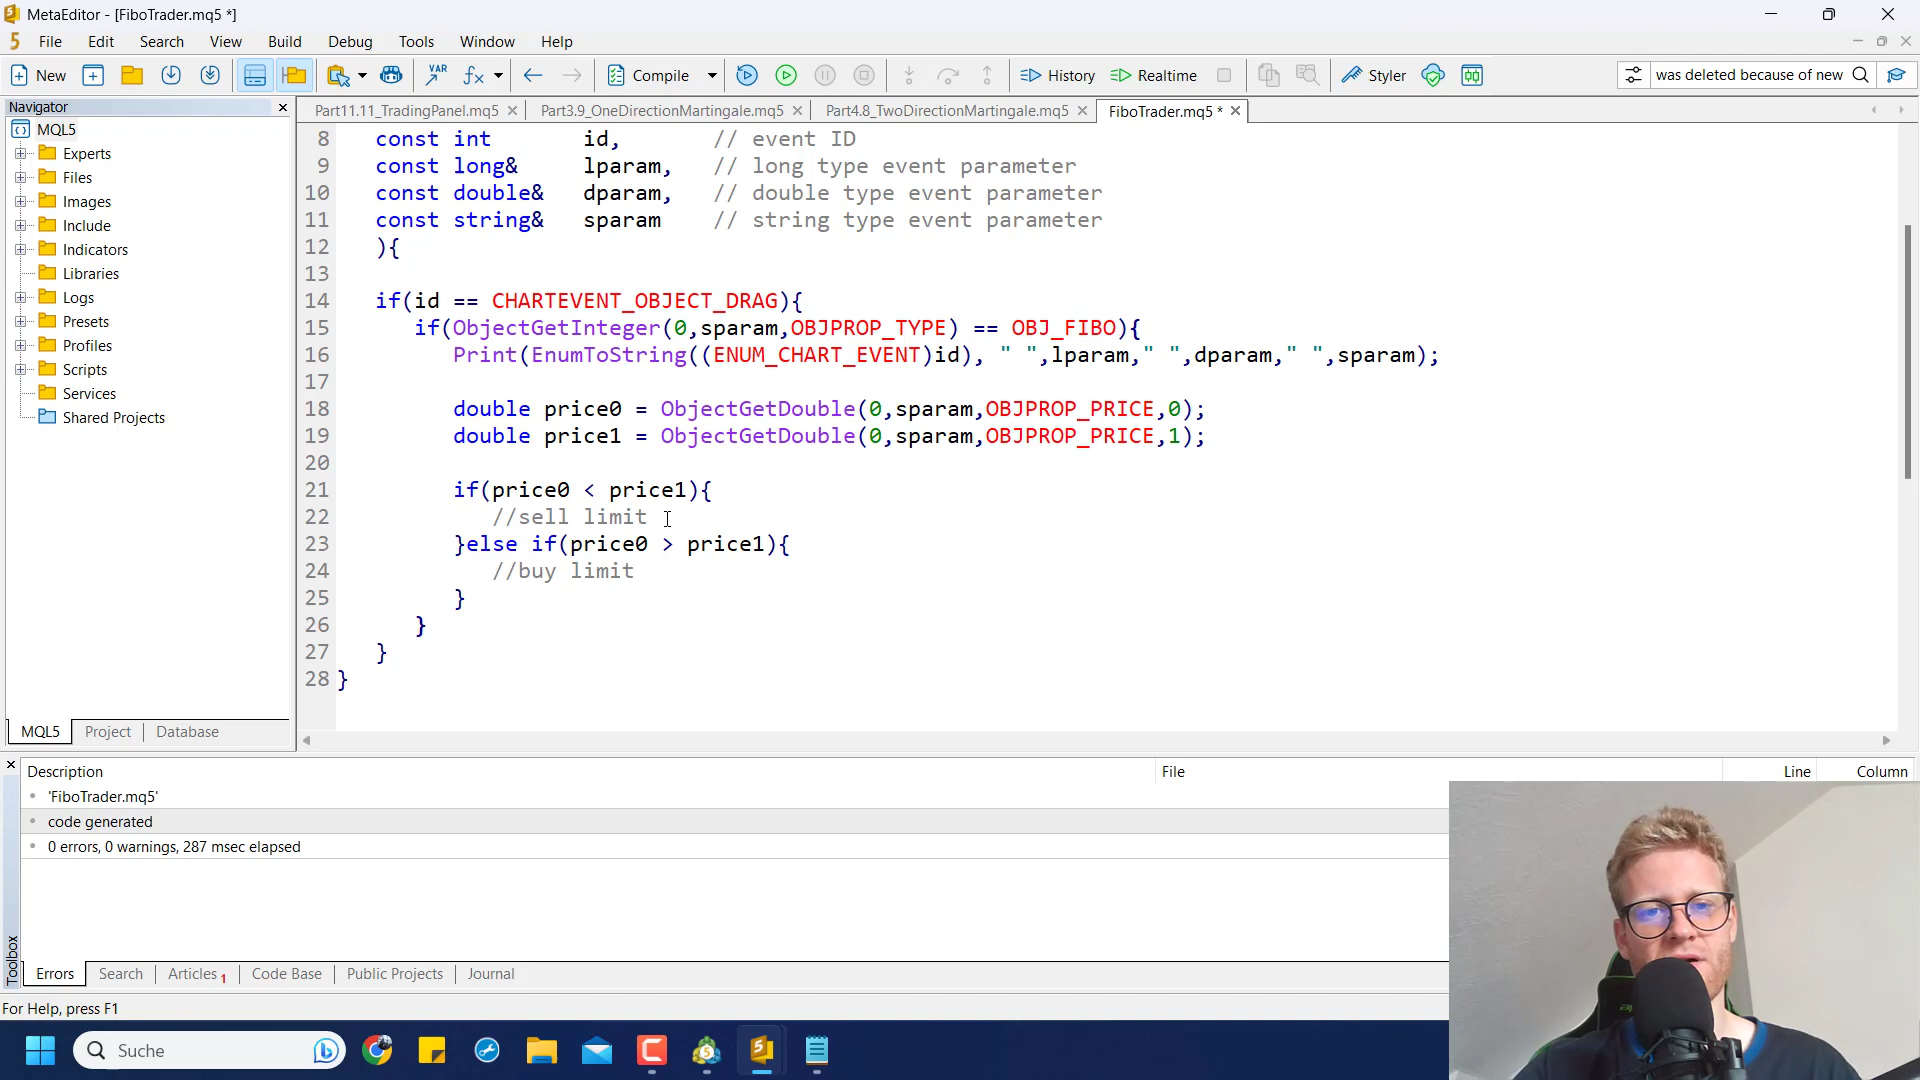 MetaEditor - [FiboTrader.mq5 *]
5 File Edit Search View Build Debug Tools Window Help
New VAR fx Compile History Realtime Styler was deleted because of new
Navigator
Part11.11_TradingPanel.mq5 Part3.9_OneDirectionMartingale.mq5 Part4.8_TwoDirectionMartingale.mq5 FiboTrader.mq5 *
MQL5
Experts
Files
Images
Include
Indicators
Libraries
Logs
Presets
Profiles
Scripts
Services
Shared Projects
MQL5 Project Database
8 const int id, // event ID
9 const long& lparam, // long type event parameter
10 const double& dparam, // double type event parameter
11 const string& sparam // string type event parameter
12 ){
13
14 if(id == CHARTEVENT_OBJECT_DRAG){
15 if(ObjectGetInteger(0,sparam,OBJPROP_TYPE) == OBJ_FIBO){
16 Print(EnumToString((ENUM_CHART_EVENT)id), " ",lparam," ",dparam," ",sparam);
17
18 double price0 = ObjectGetDouble(0,sparam,OBJPROP_PRICE,0);
19 double price1 = ObjectGetDouble(0,sparam,OBJPROP_PRICE,1);
20
21 if(price0 < price1){
22 //sell limit
23 }else if(price0 > price1){
24 //buy limit
25 }
26 }
27 }
28 }
Description File Line Column
'FiboTrader.mq5'
code generated
0 errors, 0 warnings, 287 msec elapsed
Toolbox
Errors Search Articles 1 Code Base Public Projects Journal
For Help, press F1
Suche